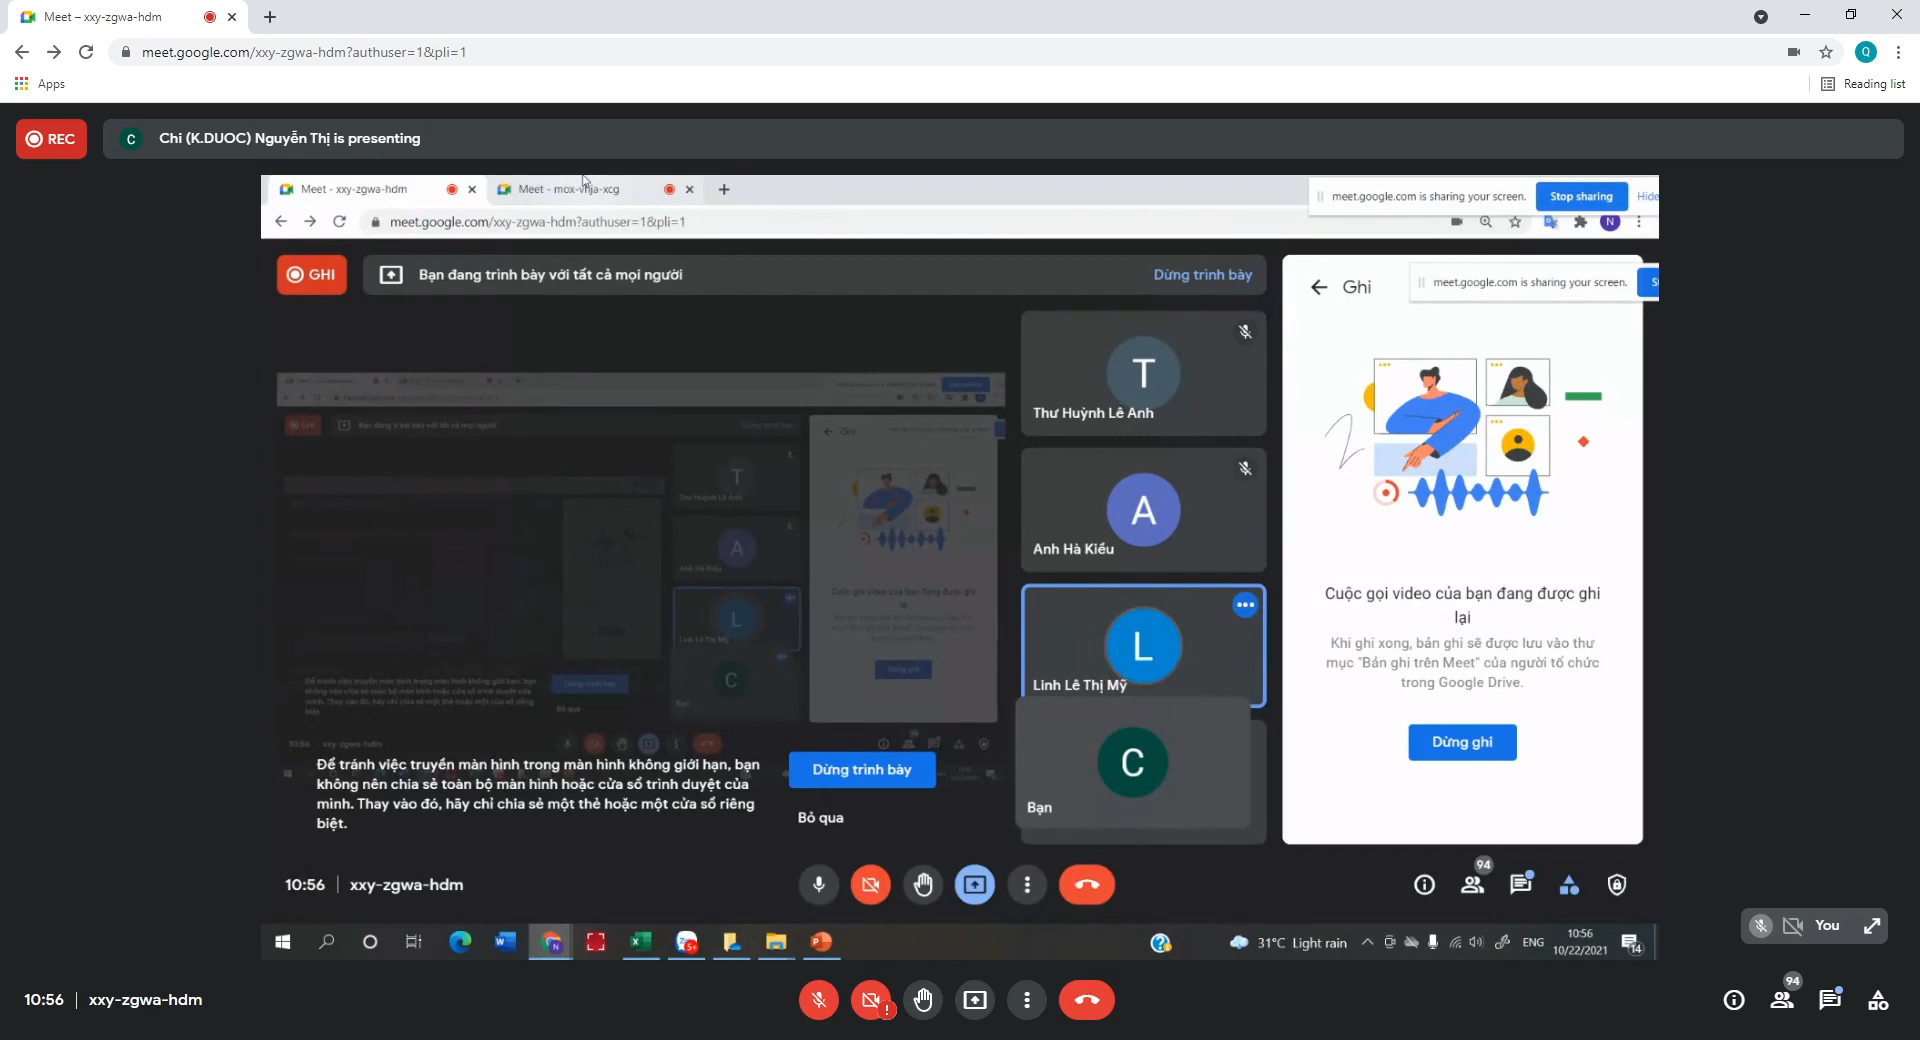 Meet – xxy-zgwa-hdm
meet.google.com/xxy-zgwa-hdm?authuser=1&pli=1
Q
Apps
Reading list
REC
C
Chi (K.DUOC) Nguyễn Thị is presenting
Meet - xxy-zgwa-hdm
Meet - mox-vhja-xcg
meet.google.com is sharing your screen.
Stop sharing
Hide
meet.google.com/xxy-zgwa-hdm?authuser=1&pli=1
N
GHI
Bạn đang trình bày với tất cả mọi người
Dừng trình bày
Ghi
meet.google.com is sharing your screen.
T
Thư Huỳnh Lê Anh
A
Anh Hà Kiều
L
Linh Lê Thị Mỹ
C
Bạn
Cuộc gọi video của bạn đang được ghi
lại
Khi ghi xong, bản ghi sẽ được lưu vào thư
mục "Bản ghi trên Meet" của người tổ chức
trong Google Drive.
Dừng ghi
Để tránh việc truyền màn hình trong màn hình không giới hạn, bạn
không nên chia sẻ toàn bộ màn hình hoặc cửa sổ trình duyệt của
mình. Thay vào đó, hãy chỉ chia sẻ một thẻ hoặc một cửa sổ riêng
biệt.
Dừng trình bày
Bỏ qua
10:56
xxy-zgwa-hdm
94
31°C Light rain
ENG
10:56
10/22/2021
14
You
10:56
xxy-zgwa-hdm
94